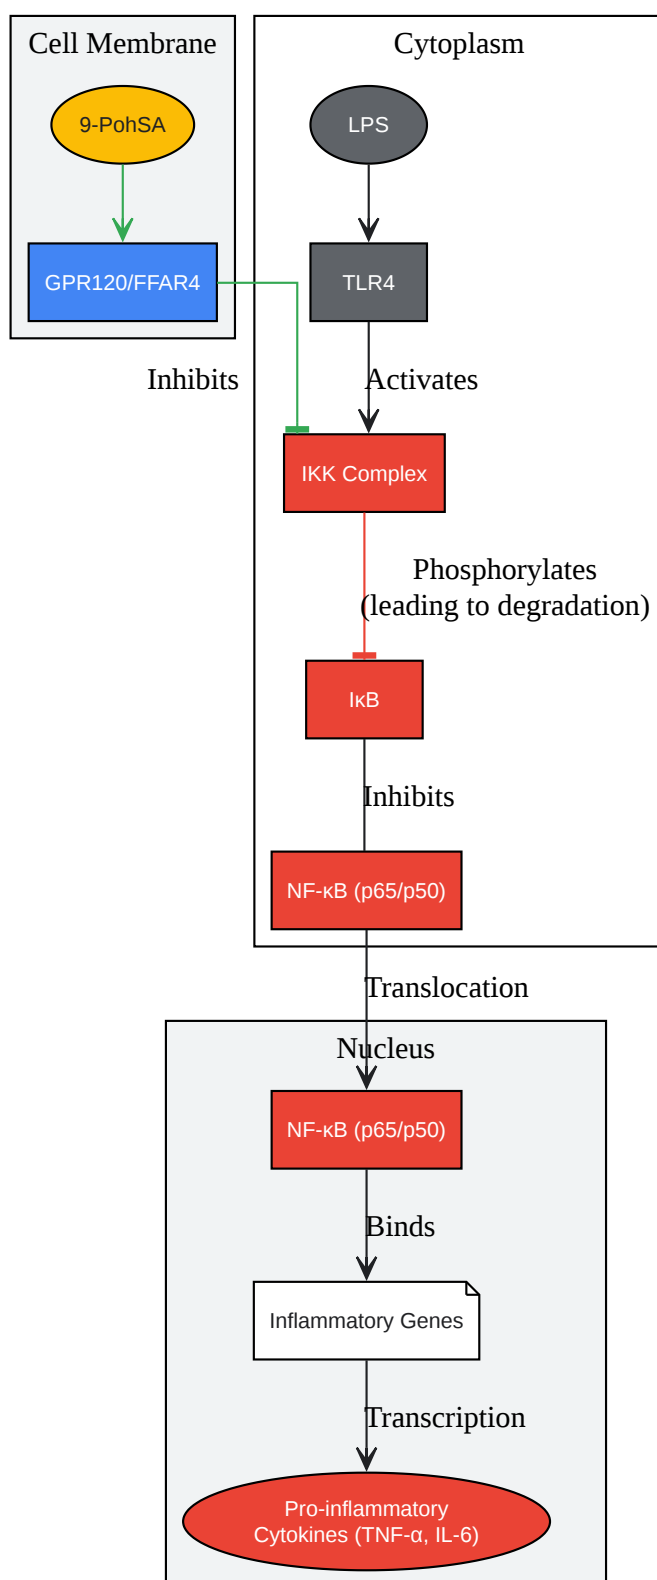 Cell Membrane
Cytoplasm
9-PohSA
LPS
GPR120/FFAR4
TLR4
Inhibits
Activates
IKK Complex
Phosphorylates
(leading to degradation)
IκB
Inhibits
NF-κB (p65/p50)
Translocation
Nucleus
NF-κB (p65/p50)
Binds
Inflammatory Genes
Transcription
Pro-inflammatory
Cytokines (TNF-α, IL-6)